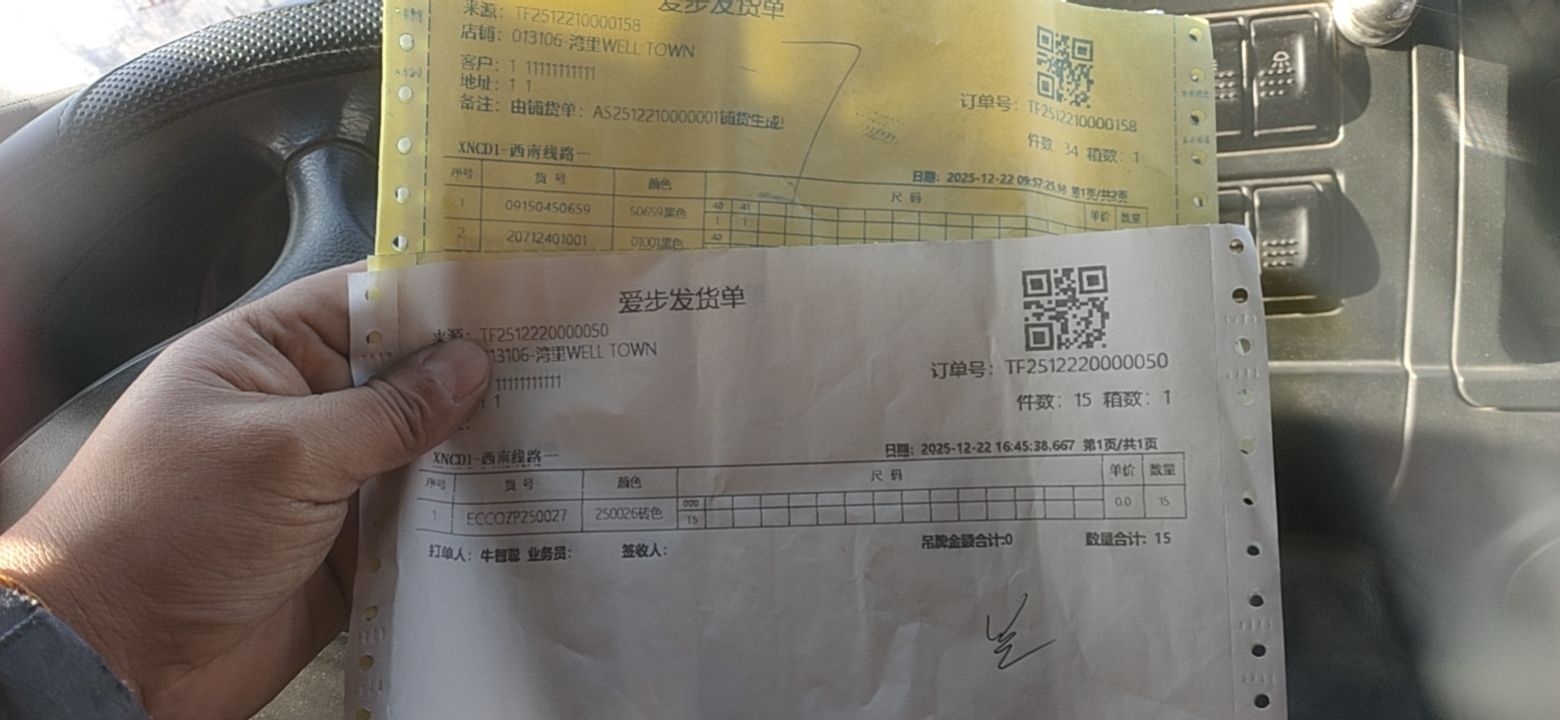 爱步发货单
来源：TF2512210000158
店铺：013106-湾里WELL TOWN
客户：1 11111111111
地址：1 1
备注：由铺货单：AS2512210000001铺货生成!
订单号：TF2512210000158
件数：34 箱数：1
XNCD1-西南线路一
日期：2025-12-22 09:57:25.98 第1页/共2页
序号 货号 颜色 尺码 单价 数量
1 09150450659 50659黑色 40 41
1 1
2 20712401001 01001黑色 40
爱步发货单
来源：TF2512220000050
13106-湾里WELL TOWN
11111111111
1
订单号：TF2512220000050
件数：15 箱数：1
XNCD1-西南线路一
日期：2025-12-22 16:45:38.667 第1页/共1页
序号 货号 颜色 尺码 单价 数量
1 ECCOZP250027 250026砖色 000 0.0 15
15
打单人：牛智聪 业务员： 签收人： 吊牌金额合计:0 数量合计：15